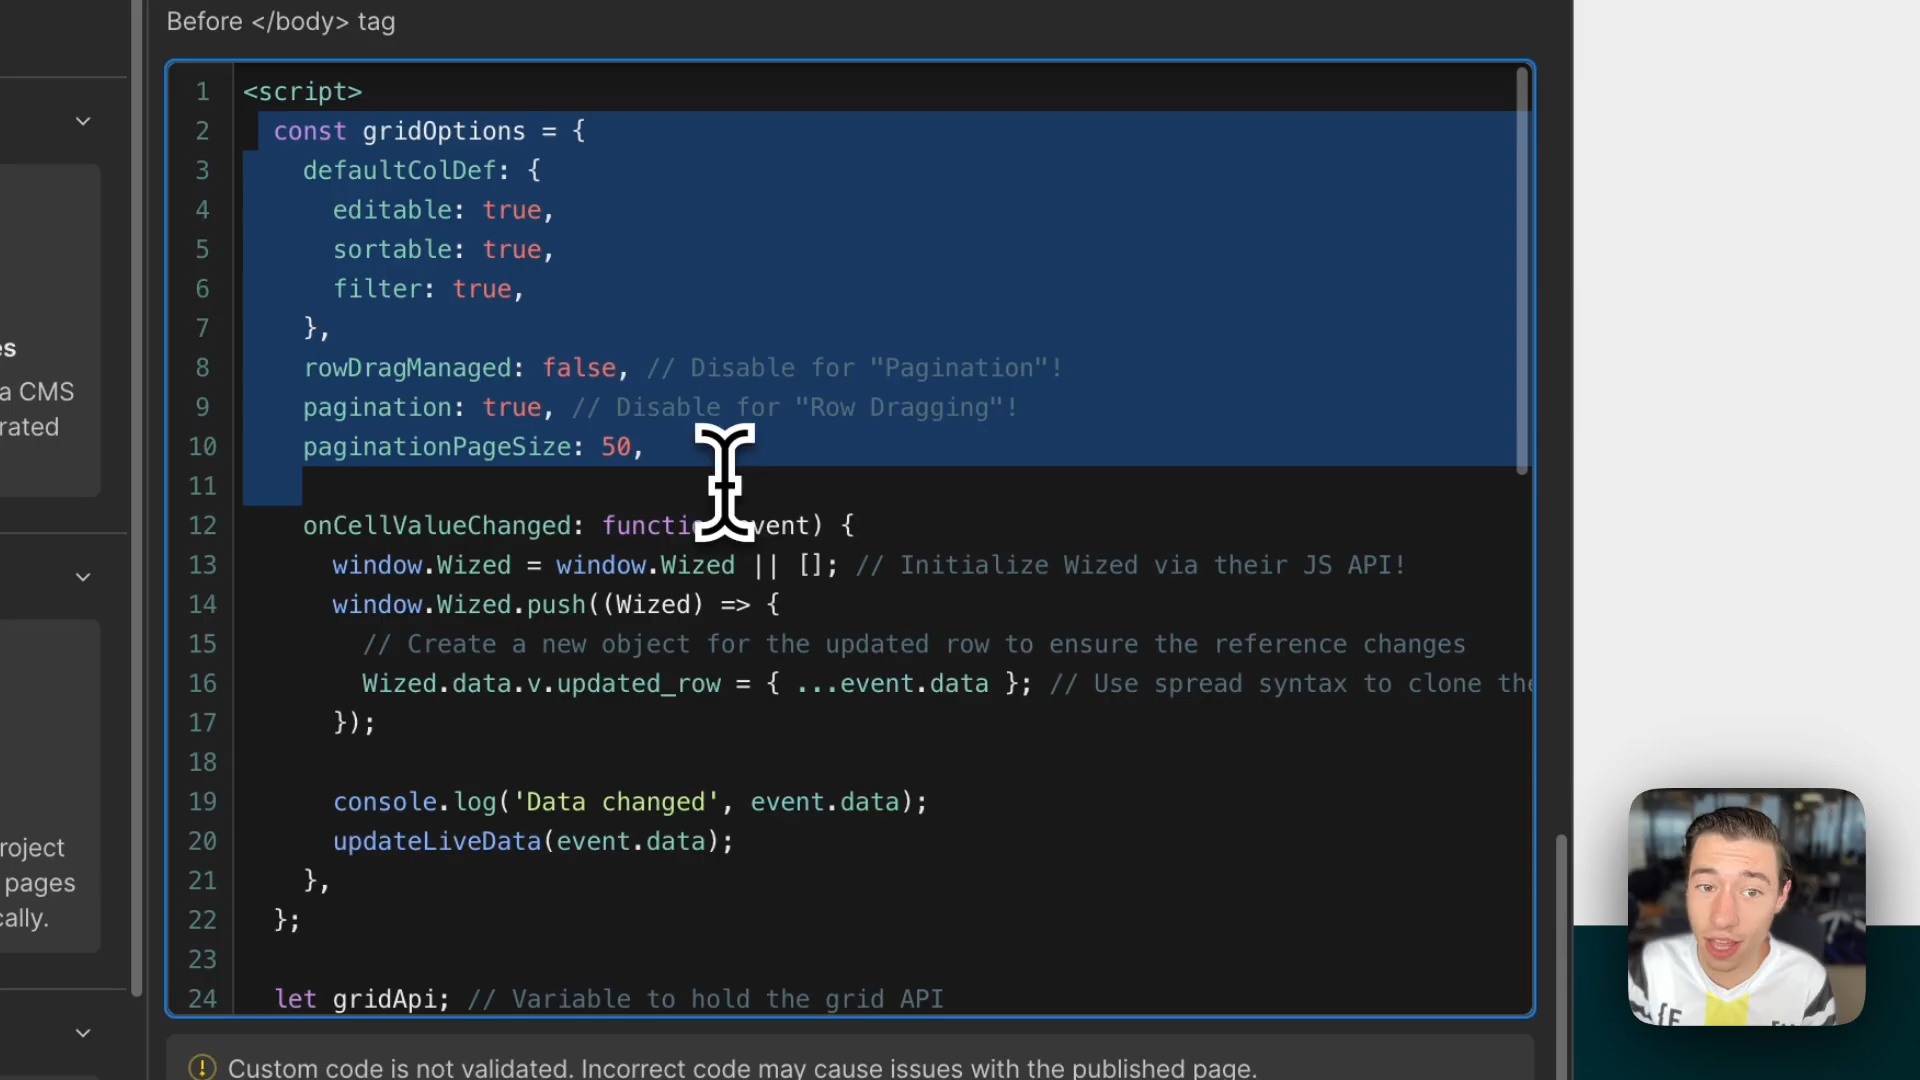 Before </body> tag
1 <script>
2 const gridOptions = {
3 defaultColDef: {
4 editable: true,
5 sortable: true,
6 filter: true,
7 },
8 rowDragManaged: false, // Disable for "Pagination"!
9 pagination: true, // Disable for "Row Dragging"!
10 paginationPageSize: 50,
11
12 onCellValueChanged: functi vent) {
13 window.Wized = window.Wized || []; // Initialize Wized via their JS API!
14 window.Wized.push((Wized) => {
15 // Create a new object for the updated row to ensure the reference changes
16 Wized.data.v.updated_row = { ...event.data }; // Use spread syntax to clone the
17 });
18
19 console.log('Data changed', event.data);
20 updateLiveData(event.data);
21 },
22 };
23
24 let gridApi; // Variable to hold the grid API
Custom code is not validated. Incorrect code may cause issues with the published page.
es
a CMS
rated
roject
pages
cally.